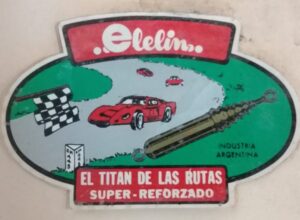 ..elelin..
INDUSTRIA
ARGENTINA
EL TITAN DE LAS RUTAS
SUPER-REFORZADO